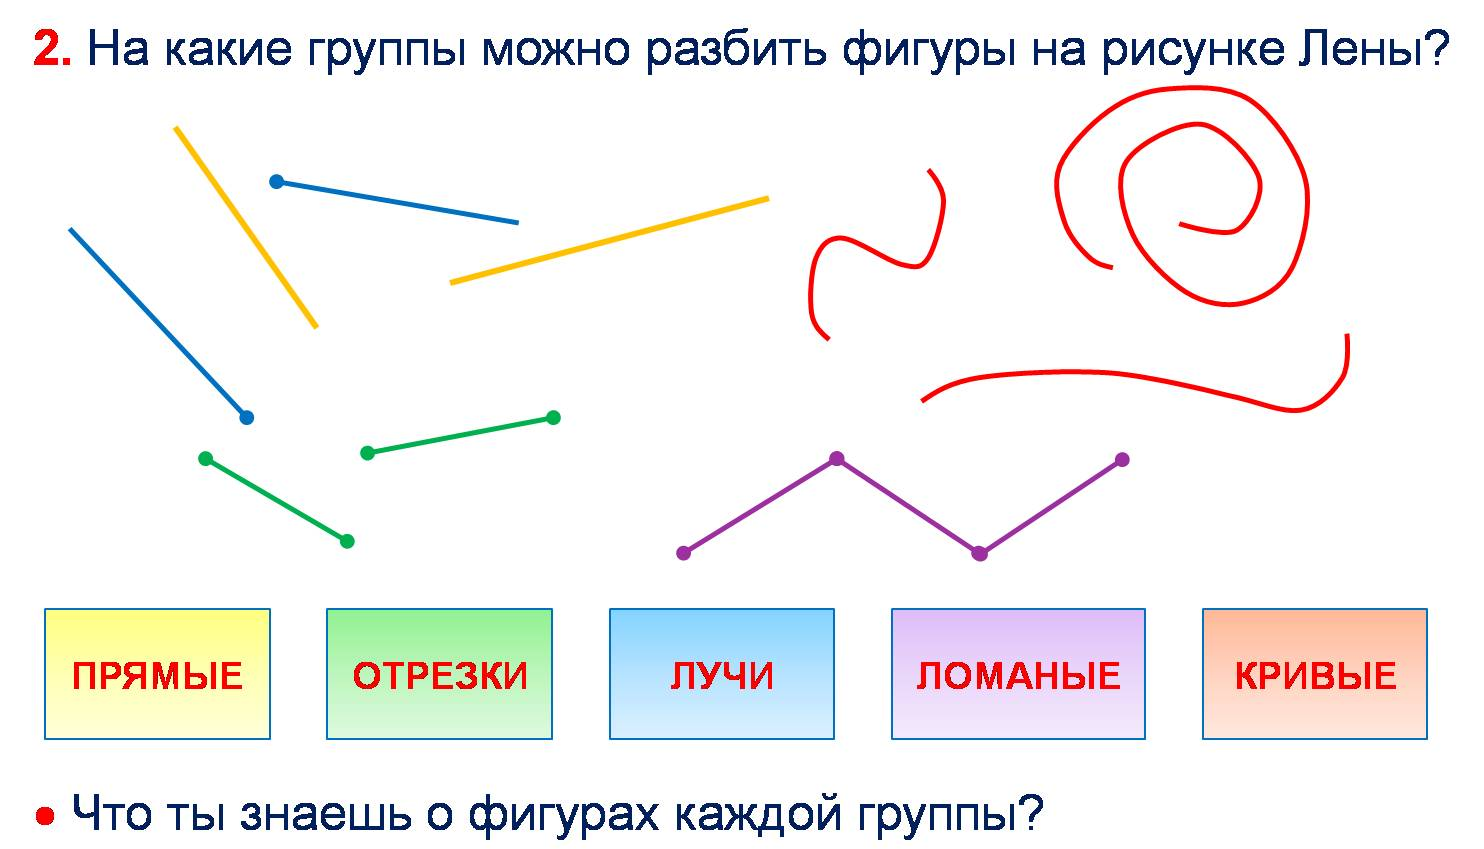 2. На какие группы можно разбить фигуры на рисунке Лены?
ПРЯМЫЕ
ОТРЕЗКИ
ЛУЧИ
ЛОМАНЫЕ
КРИВЫЕ
• Что ты знаешь о фигурах каждой группы?